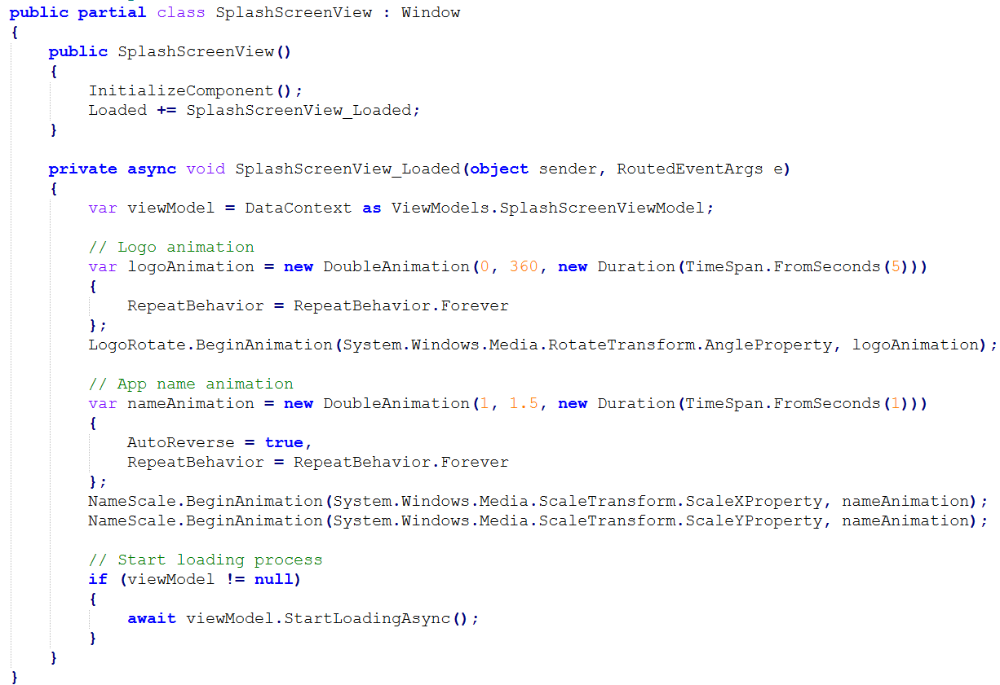 public partial class SplashScreenView : Window
{
    public SplashScreenView()
    {
        InitializeComponent();
        Loaded += SplashScreenView_Loaded;
    }

    private async void SplashScreenView_Loaded(object sender, RoutedEventArgs e)
    {
        var viewModel = DataContext as ViewModels.SplashScreenViewModel;

        // Logo animation
        var logoAnimation = new DoubleAnimation(0, 360, new Duration(TimeSpan.FromSeconds(5)))
        {
            RepeatBehavior = RepeatBehavior.Forever
        };
        LogoRotate.BeginAnimation(System.Windows.Media.RotateTransform.AngleProperty, logoAnimation);

        // App name animation
        var nameAnimation = new DoubleAnimation(1, 1.5, new Duration(TimeSpan.FromSeconds(1)))
        {
            AutoReverse = true,
            RepeatBehavior = RepeatBehavior.Forever
        };
        NameScale.BeginAnimation(System.Windows.Media.ScaleTransform.ScaleXProperty, nameAnimation);
        NameScale.BeginAnimation(System.Windows.Media.ScaleTransform.ScaleYProperty, nameAnimation);

        // Start loading process
        if (viewModel != null)
        {
            await viewModel.StartLoadingAsync();
        }
    }
}